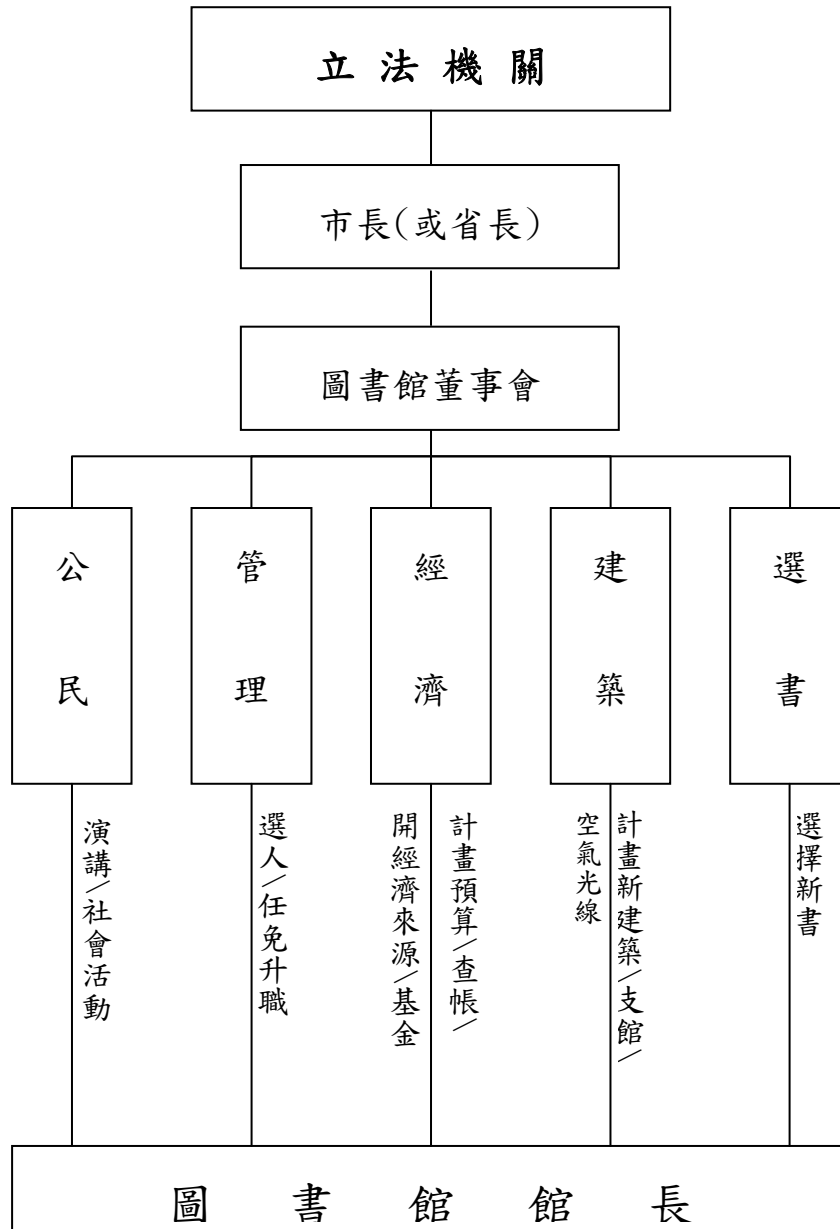 立法機關
市長(或省長)
圖書館董事會
公民
管理
經濟
建築
選書
演講/社會活動
選人/任免升職
計畫預算/查帳/
開經濟來源/基金
計畫新建築/支館/
空氣光線
選擇新書
圖書館館長